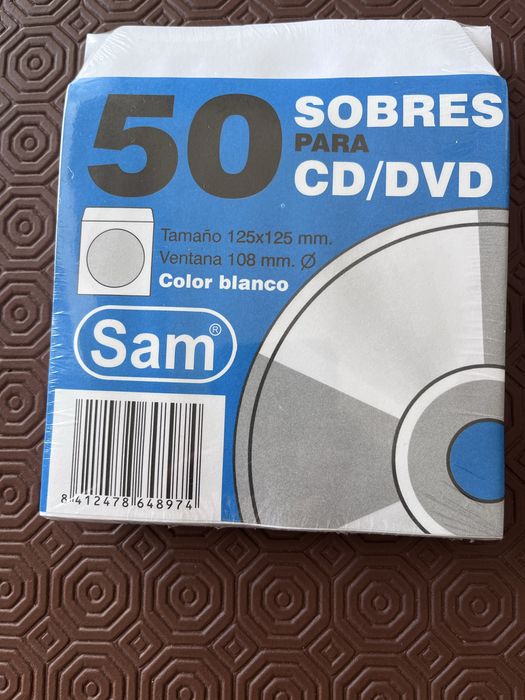 50 SOBRES
PARA
CD/DVD
Tamaño 125x125 mm.
Ventana 108 mm. Ø
Color blanco
Sam®
8 412478 648974